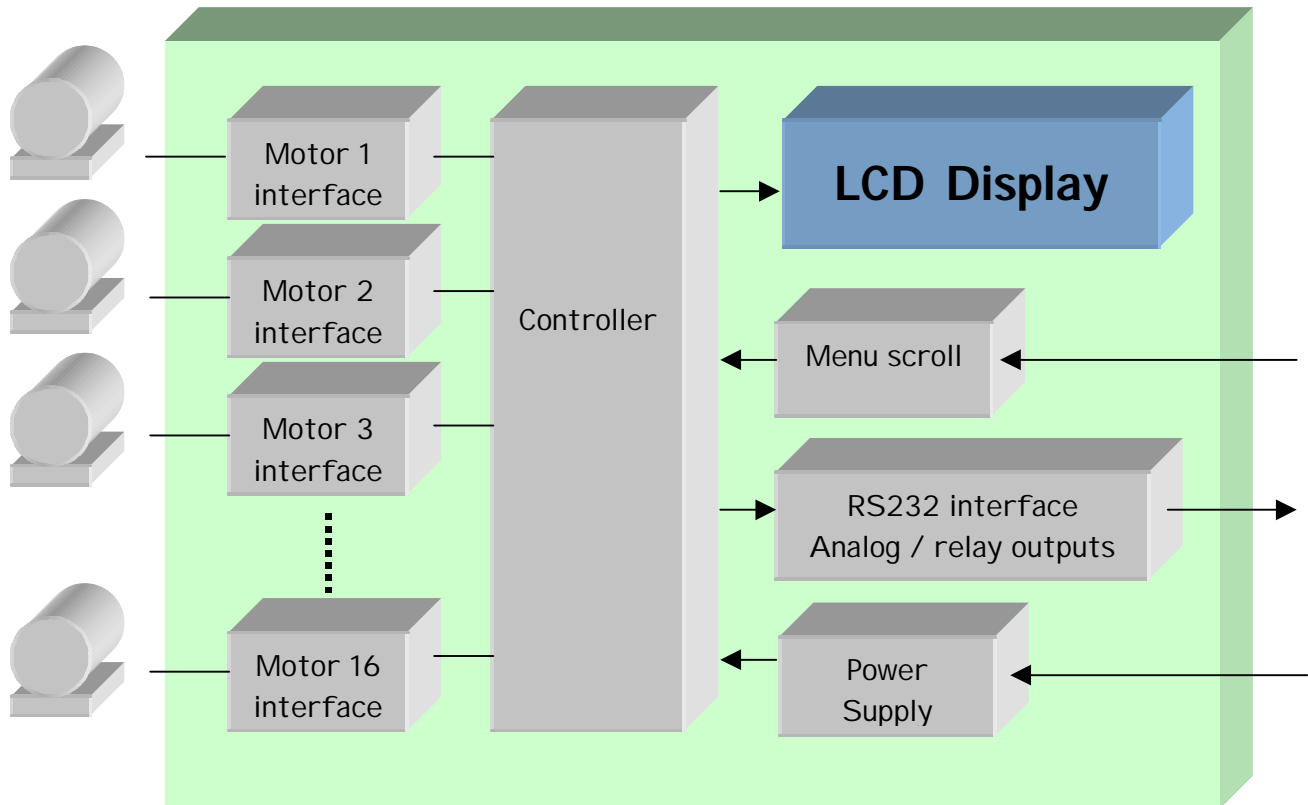 Motor 1
interface
Motor 2
interface
Motor 3
interface
Motor 16
interface
Controller
LCD Display
Menu scroll
RS232 interface
Analog / relay outputs
Power
Supply